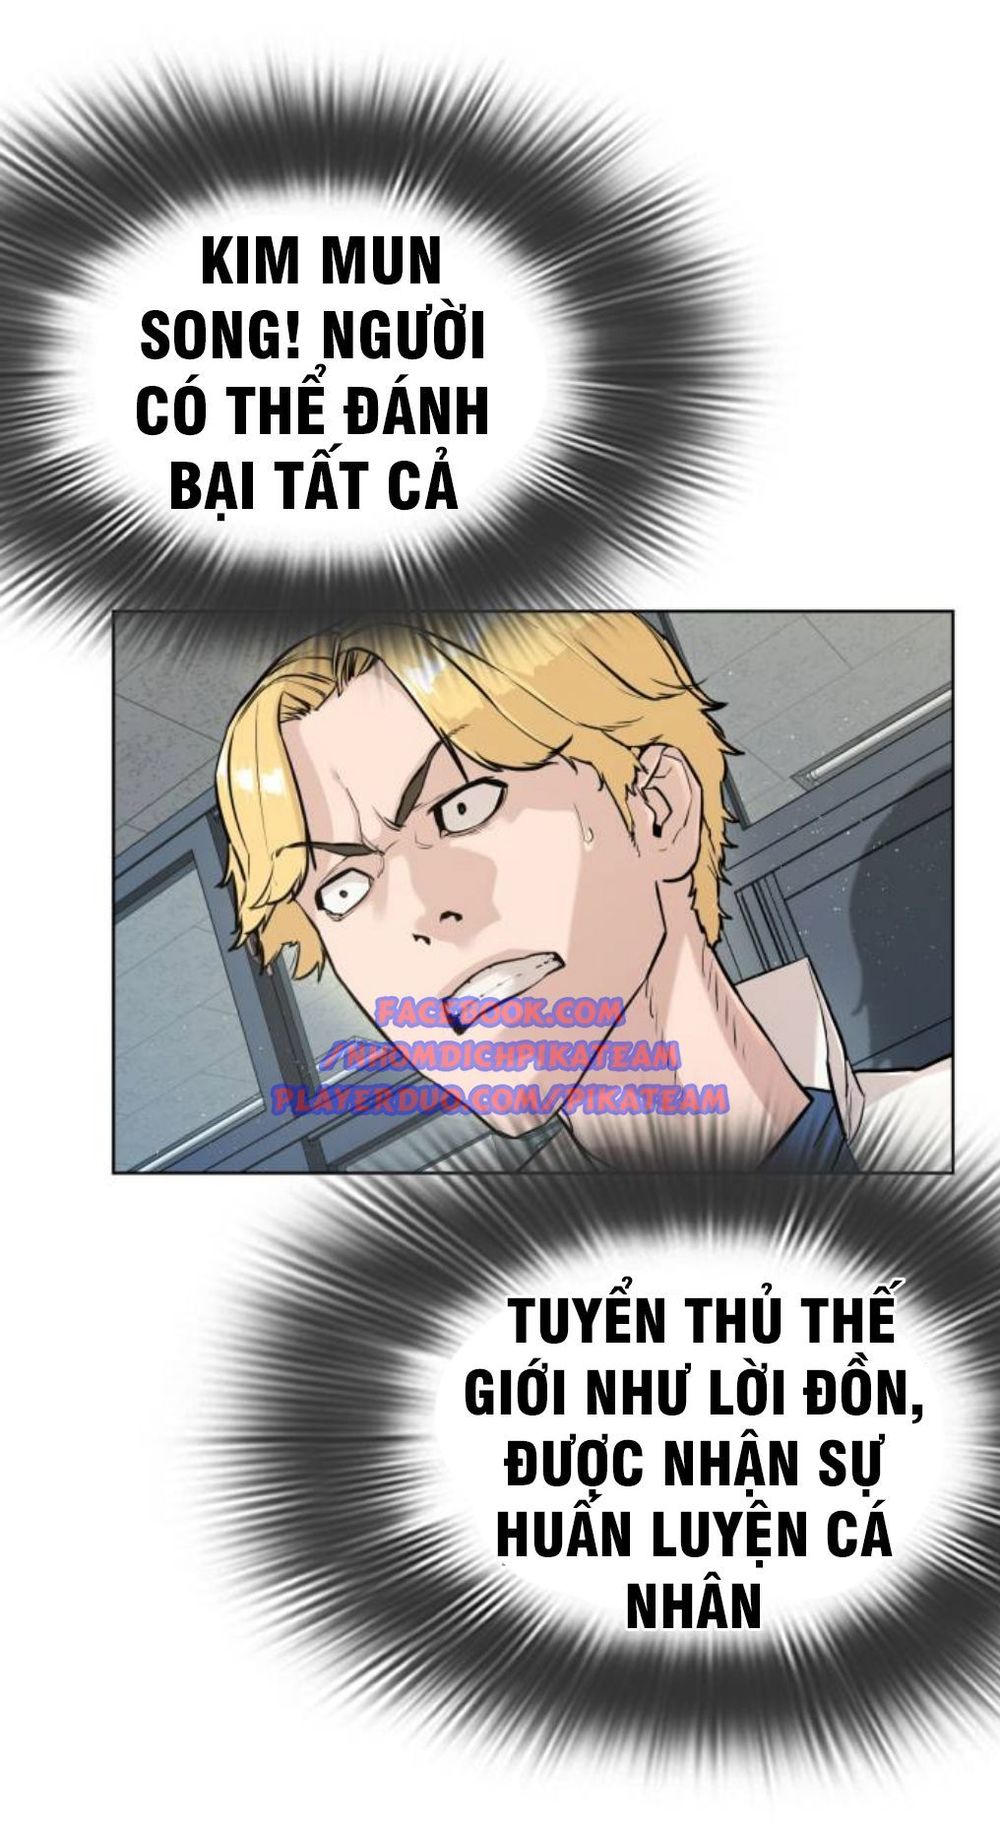 KIM MUN
SONG! NGƯỜI
CÓ THỂ ĐÁNH
BẠI TẤT CẢ
FACEBOOK.COM
/NHOMDICHPIKATEAM
PLAYERDUO.COM/PIKATEAM
TUYỂN THỦ THẾ
GIỚI NHƯ LỜI ĐỒN,
ĐƯỢC NHẬN SỰ
HUẤN LUYỆN CÁ
NHÂN